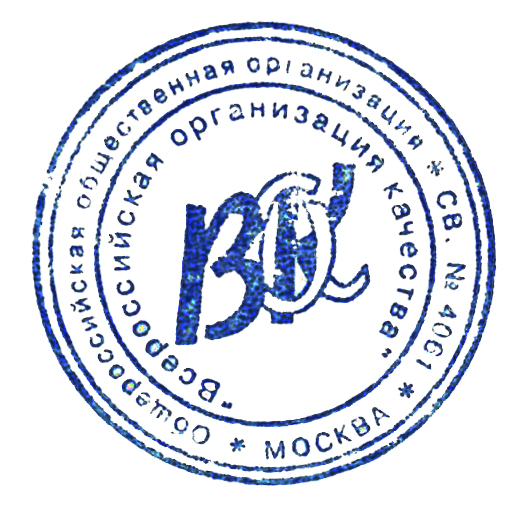 Общероссийская общественная организация * СВ. № 4061 * МОСКВА *
"Всероссийская организация качества"
ВОК